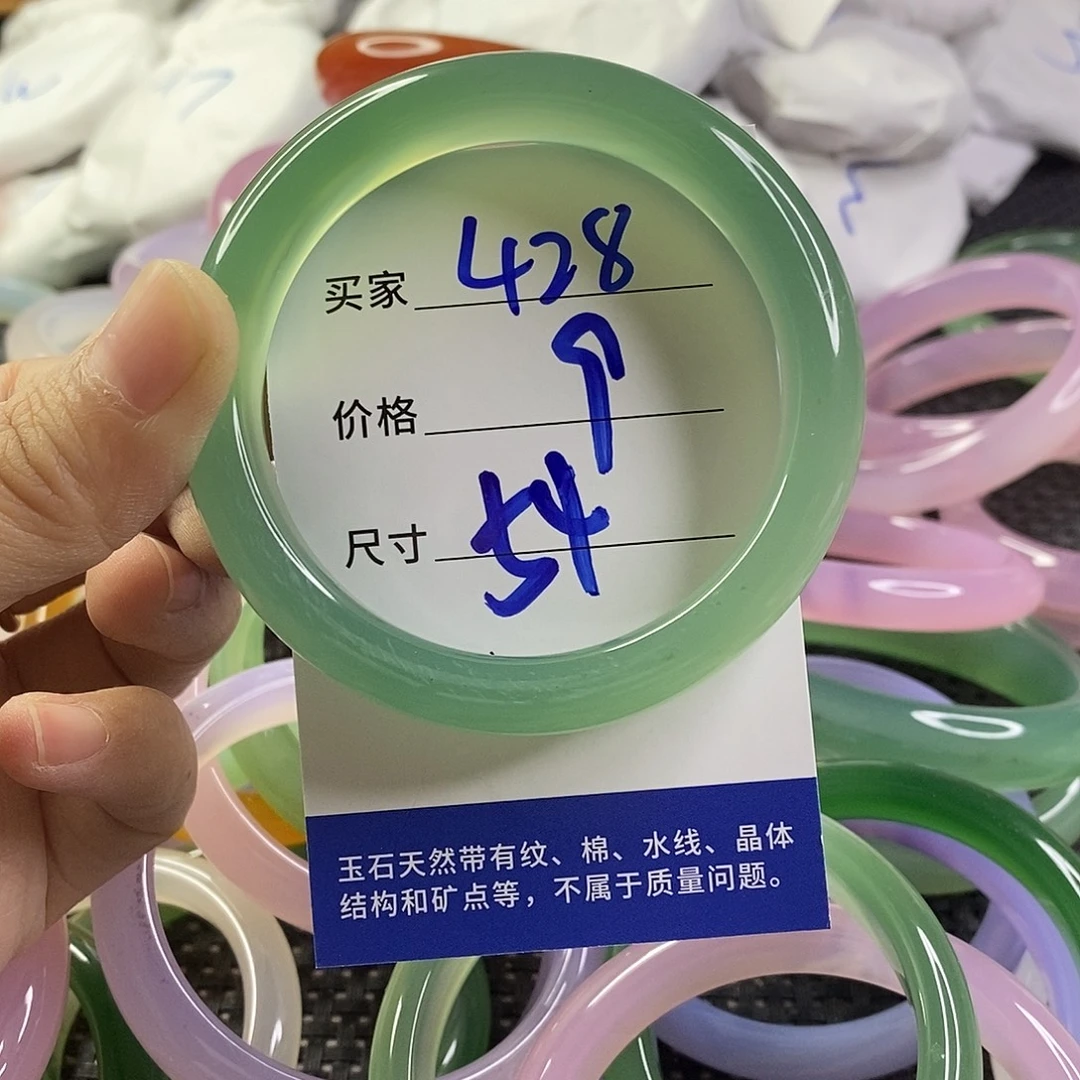 买家 428
价格
尺寸 54
玉石天然带有纹、棉、水线、晶体
结构和矿点等，不属于质量问题。